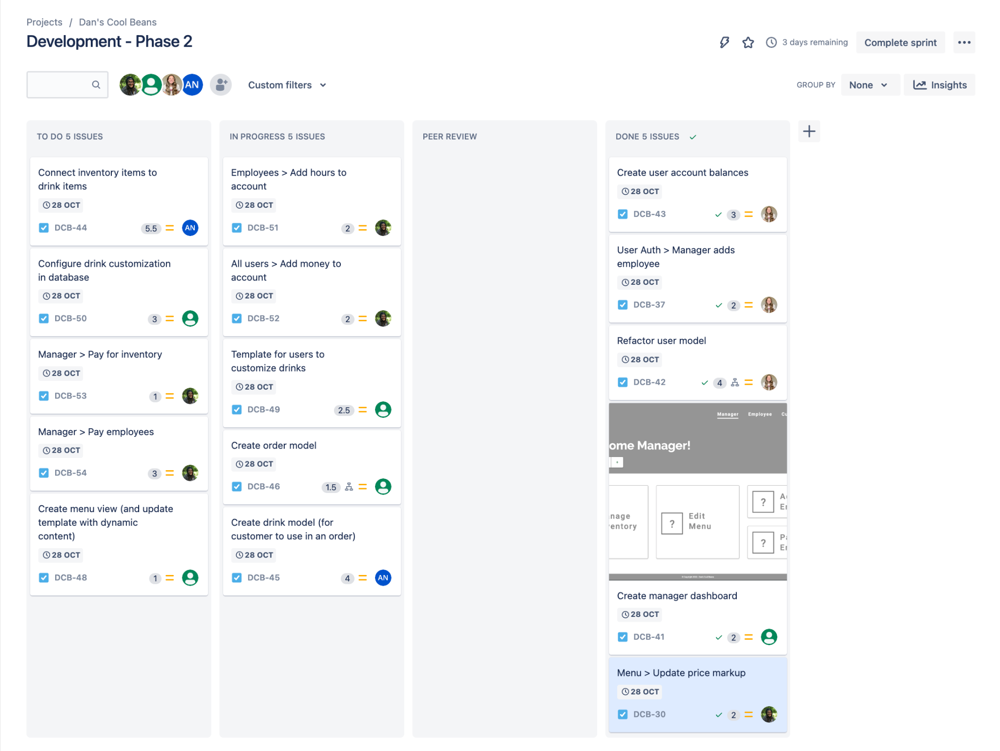 Projects / Dan's Cool Beans
Development - Phase 2
3 days remaining
Complete sprint
AN
Custom filters
GROUP BY
None
Insights
TO DO 5 ISSUES
Connect inventory items to
drink items
28 OCT
DCB-44
5.5
AN
Configure drink customization
in database
28 OCT
DCB-50
3
Manager > Pay for inventory
28 OCT
DCB-53
1
Manager > Pay employees
28 OCT
DCB-54
3
Create menu view (and update
template with dynamic
content)
28 OCT
DCB-48
1
IN PROGRESS 5 ISSUES
Employees > Add hours to
account
28 OCT
DCB-51
2
All users > Add money to
account
28 OCT
DCB-52
2
Template for users to
customize drinks
28 OCT
DCB-49
2.5
Create order model
28 OCT
DCB-46
1.5
Create drink model (for
customer to use in an order)
28 OCT
DCB-45
4
AN
PEER REVIEW
DONE 5 ISSUES
Create user account balances
28 OCT
DCB-43
3
User Auth > Manager adds
employee
28 OCT
DCB-37
2
Refactor user model
28 OCT
DCB-42
4
Manager Employee Cu
ome Manager!
+
nage
entory
?
Edit
Menu
?
?
© Copyright 2022 - Dan's Cool Beans
Create manager dashboard
28 OCT
DCB-41
2
Menu > Update price markup
28 OCT
DCB-30
2